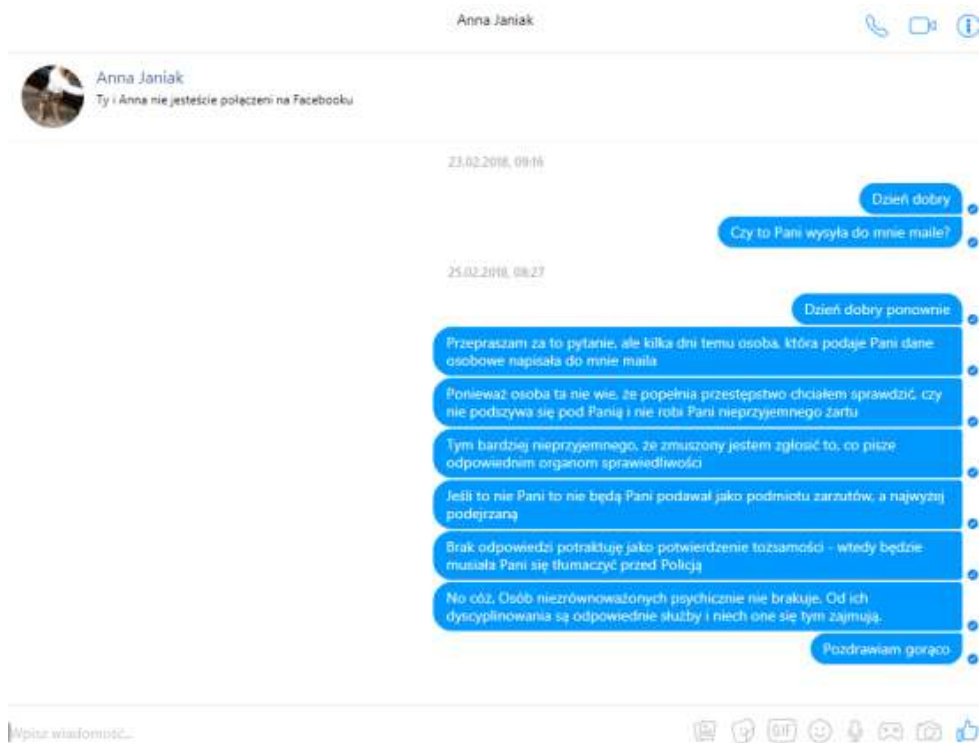 Anna Janiak
Anna Janiak
Ty i Anna nie jesteście połączeni na Facebooku
23.02.2018, 09:16
Dzień dobry
Czy to Pani wysyła do mnie maile?
25.02.2018, 08:27
Dzień dobry ponownie
Przepraszam za to pytanie, ale kilka dni temu osoba, która podaje Pani dane
osobowe napisała do mnie maila
Ponieważ osoba ta nie wie, że popełnia przestępstwo chciałem sprawdzić, czy
nie podszywa się pod Panią i nie robi Pani nieprzyjemnego żartu
Tym bardziej nieprzyjemnego, że zmuszony jestem zgłosić to, co pisze
odpowiednim organom sprawiedliwości
Jeśli to nie Pani to nie będą Pani podawał jako podmiotu zarzutów, a najwyżej
podejrzaną
Brak odpowiedzi potraktuję jako potwierdzenie tożsamości - wtedy będzie
musiała Pani się tłumaczyć przed Policją
No cóż. Osób niezrównoważonych psychicznie nie brakuje. Od ich
dyscyplinowania są odpowiednie służby i niech one się tym zajmują.
Pozdrawiam gorąco
Wpisz wiadomość...
GIF